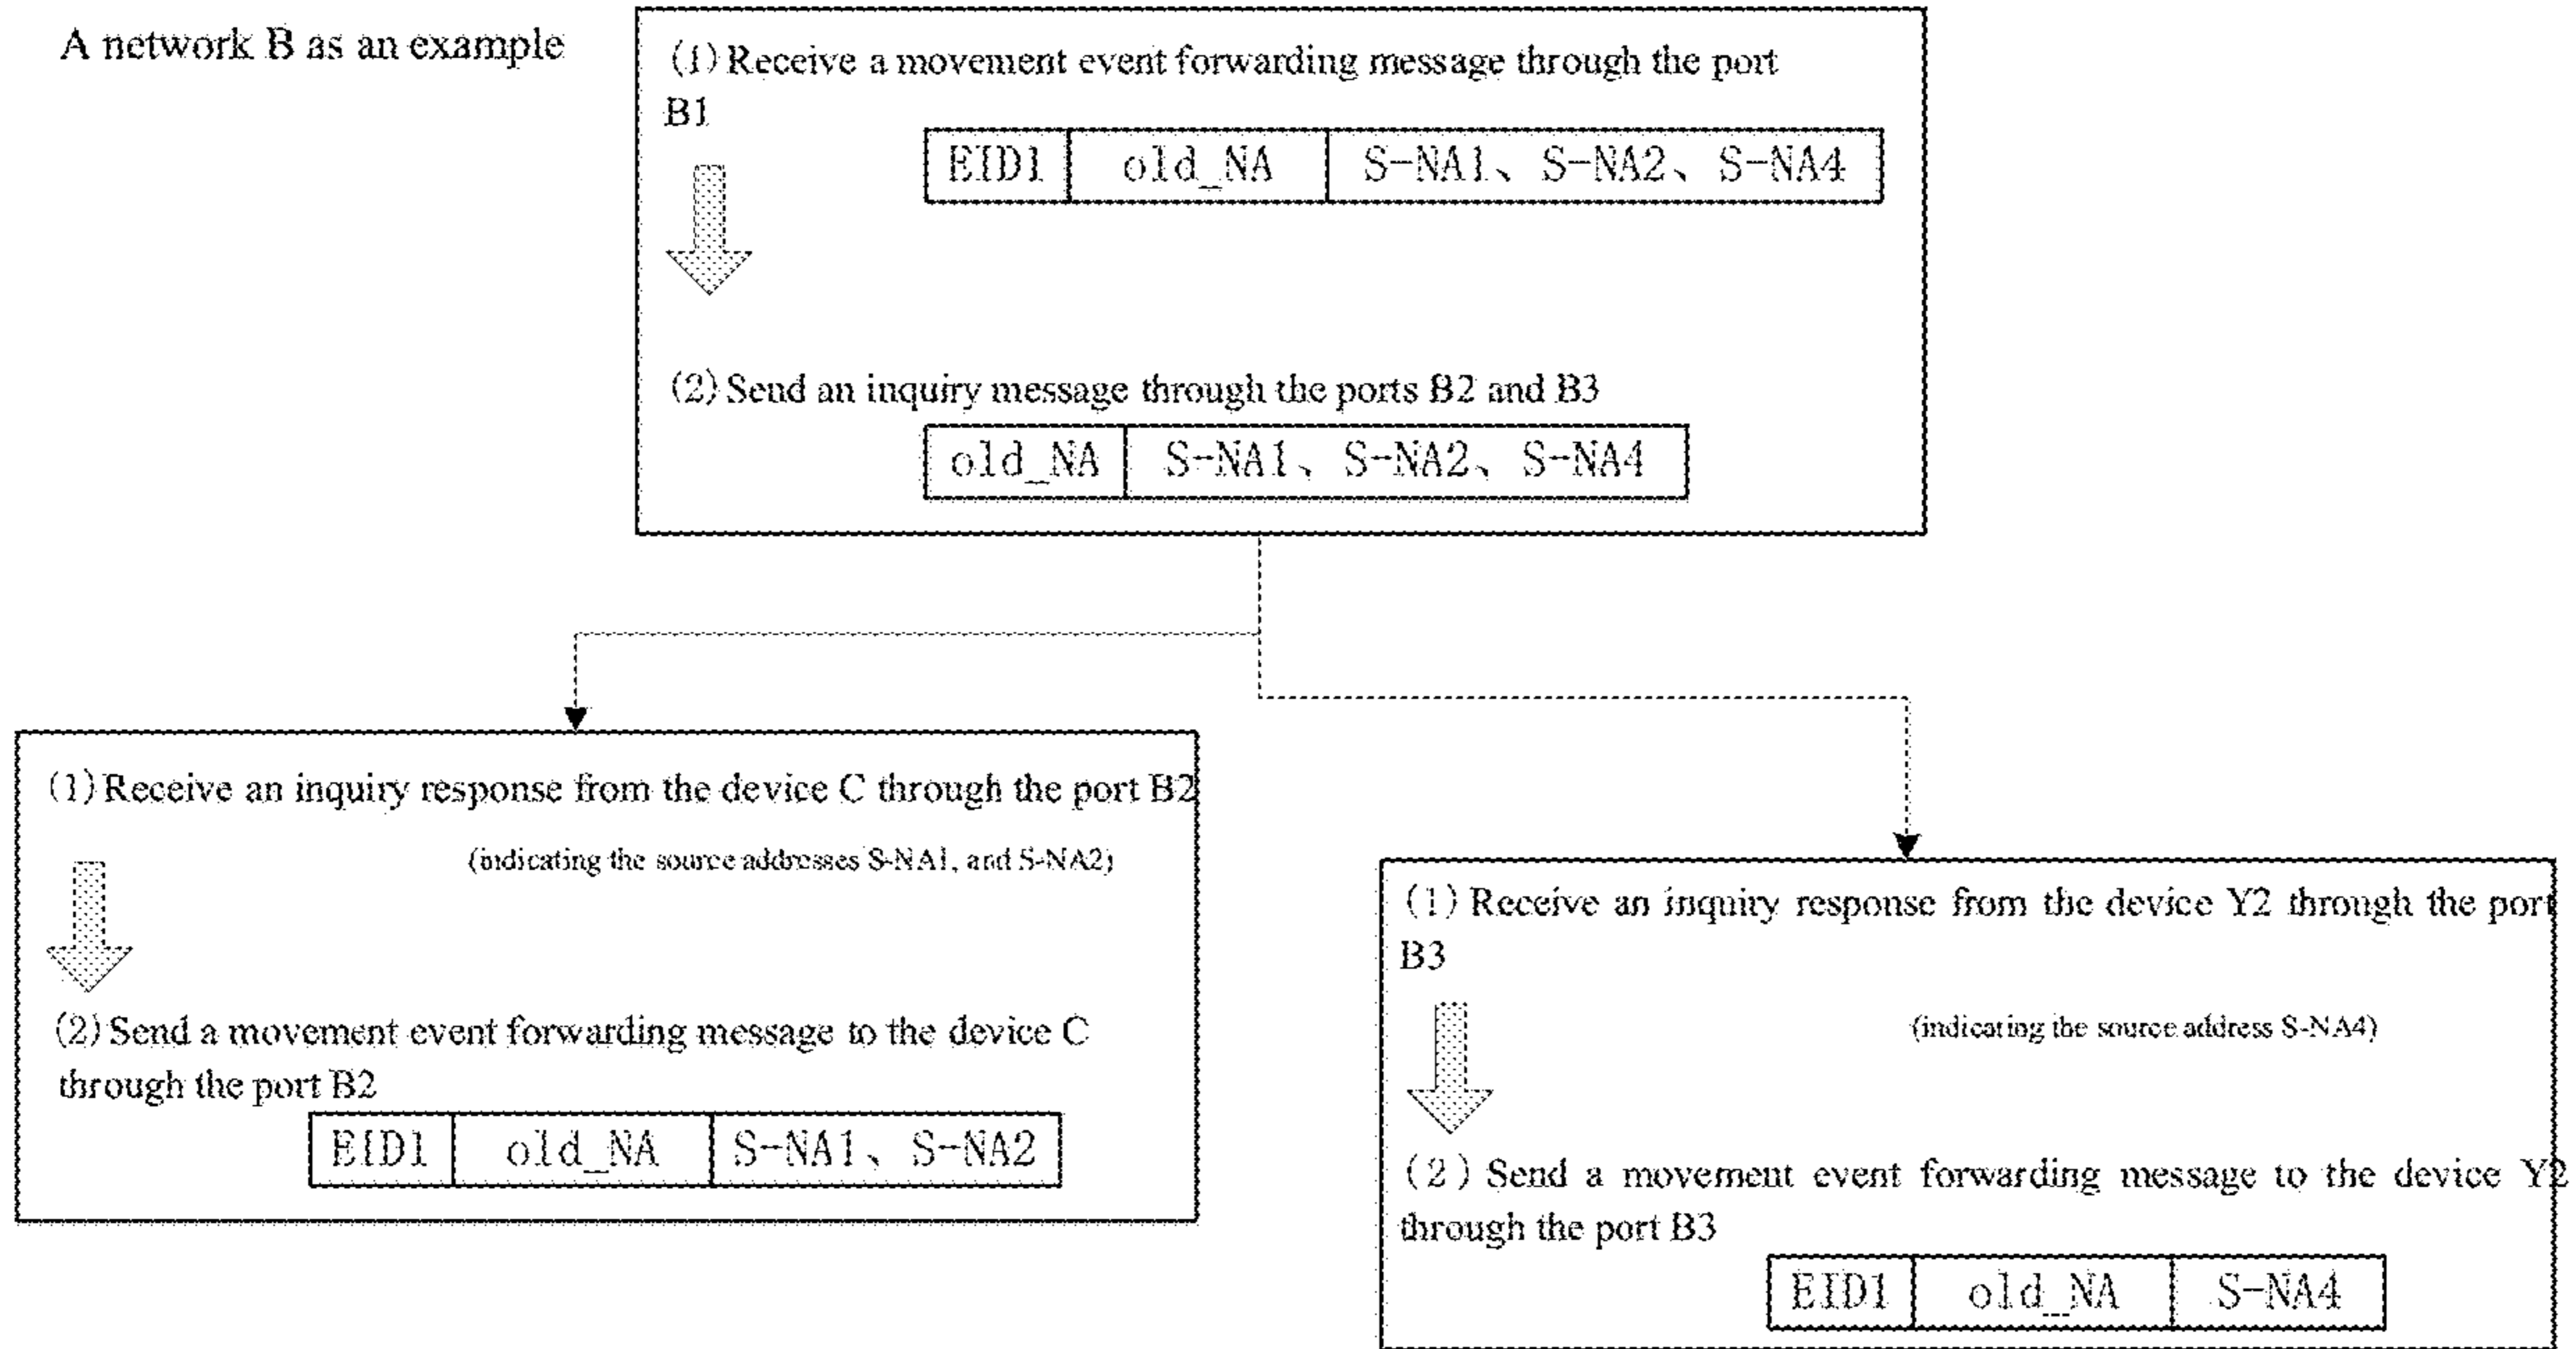 A network B as an example
(1) Receive a movement event forwarding message through the port
B1
EID1 old_NA S-NA1、S-NA2、S-NA4
(2) Send an inquiry message through the ports B2 and B3
old_NA S-NA1、S-NA2、S-NA4
(1) Receive an inquiry response from the device C through the port B2
(indicating the source addresses S-NA1, and S-NA2)
(2) Send a movement event forwarding message to the device C
through the port B2
EID1 old_NA S-NA1、S-NA2
(1) Receive an inquiry response from the device Y2 through the port
B3
(indicating the source address S-NA4)
(2) Send a movement event forwarding message to the device Y2
through the port B3
EID1 old_NA S-NA4